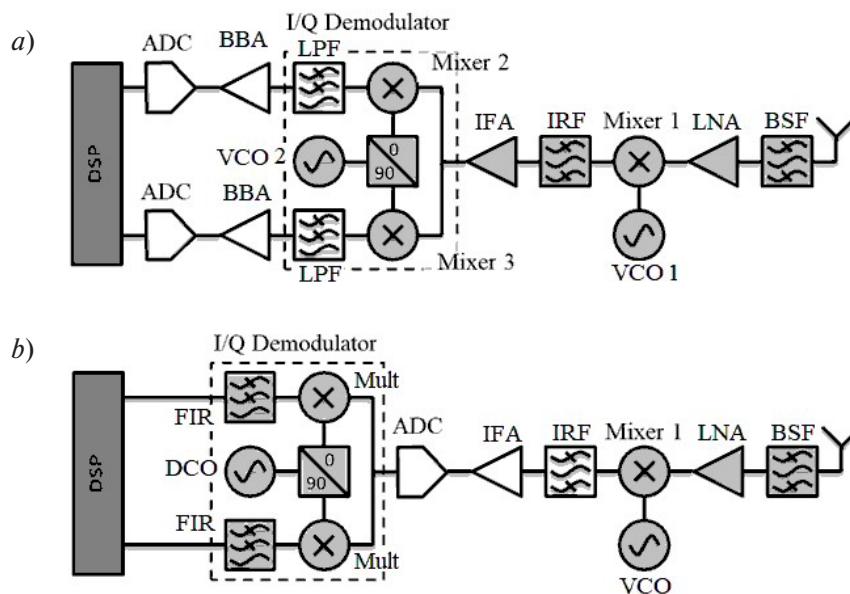 a)
I/Q Demodulator
ADC
BBA
LPF
Mixer 2
DSP
VCO 2
0
90
IFA
IRF
Mixer 1
LNA
BSF
ADC
BBA
LPF
Mixer 3
VCO 1
b)
I/Q Demodulator
Mult
FIR
DSP
DCO
0
90
ADC
IFA
IRF
Mixer 1
LNA
BSF
FIR
Mult
VCO